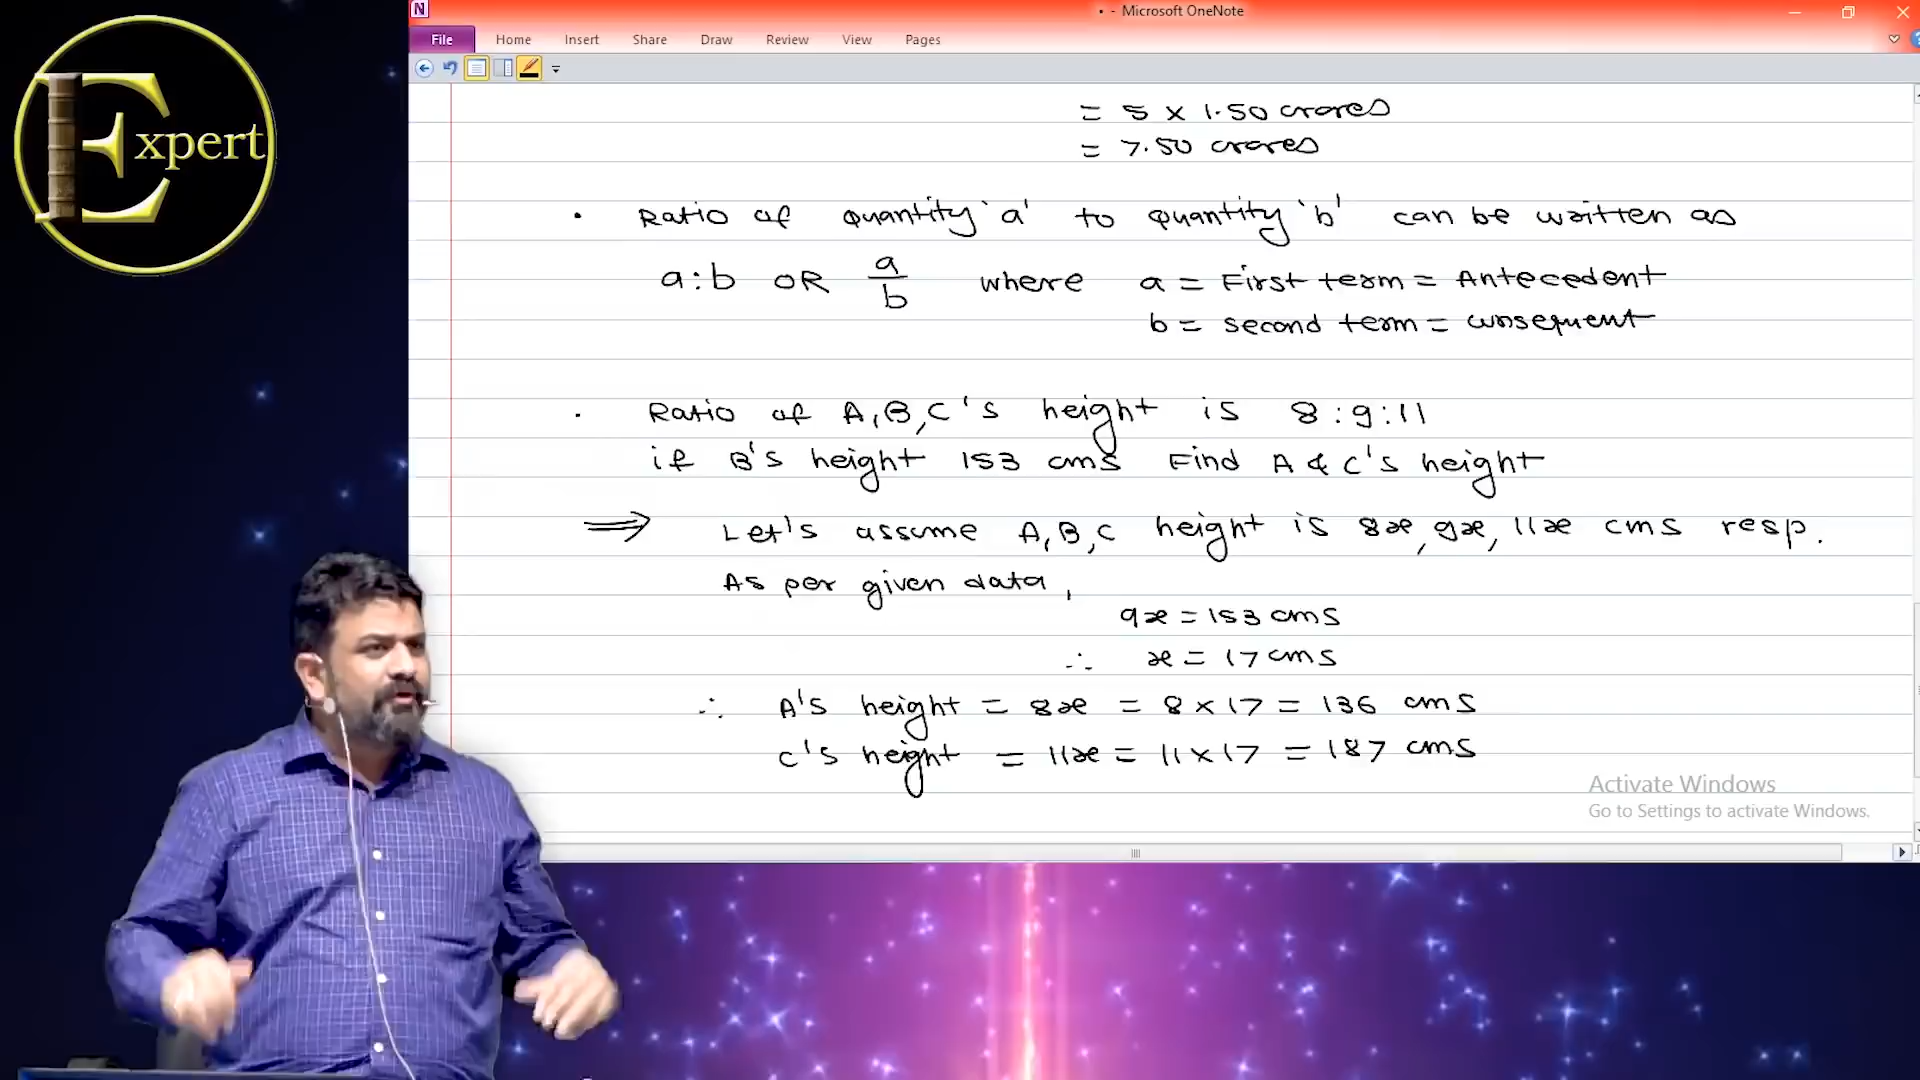 Expert
• - Microsoft OneNote
File Home Insert Share Draw Review View Pages
= 5 x 1.50 crores
= 7.50 crores
• Ratio of quantity 'a' to quantity 'b' can be written as
a:b OR a/b where a = First term = Antecedent
b = second term = consequent
• Ratio of A,B,C's height is 8:9:11
if B's height 153 cms Find A & C's height
⇒ Let's assume A,B,C height is 8x, 9x, 11x cms resp.
As per given data,
9x = 153 cms
∴ x = 17 cms
∴ A's height = 8x = 8 x 17 = 136 cms
C's height = 11x = 11 x 17 = 187 cms
Activate Windows
Go to Settings to activate Windows.